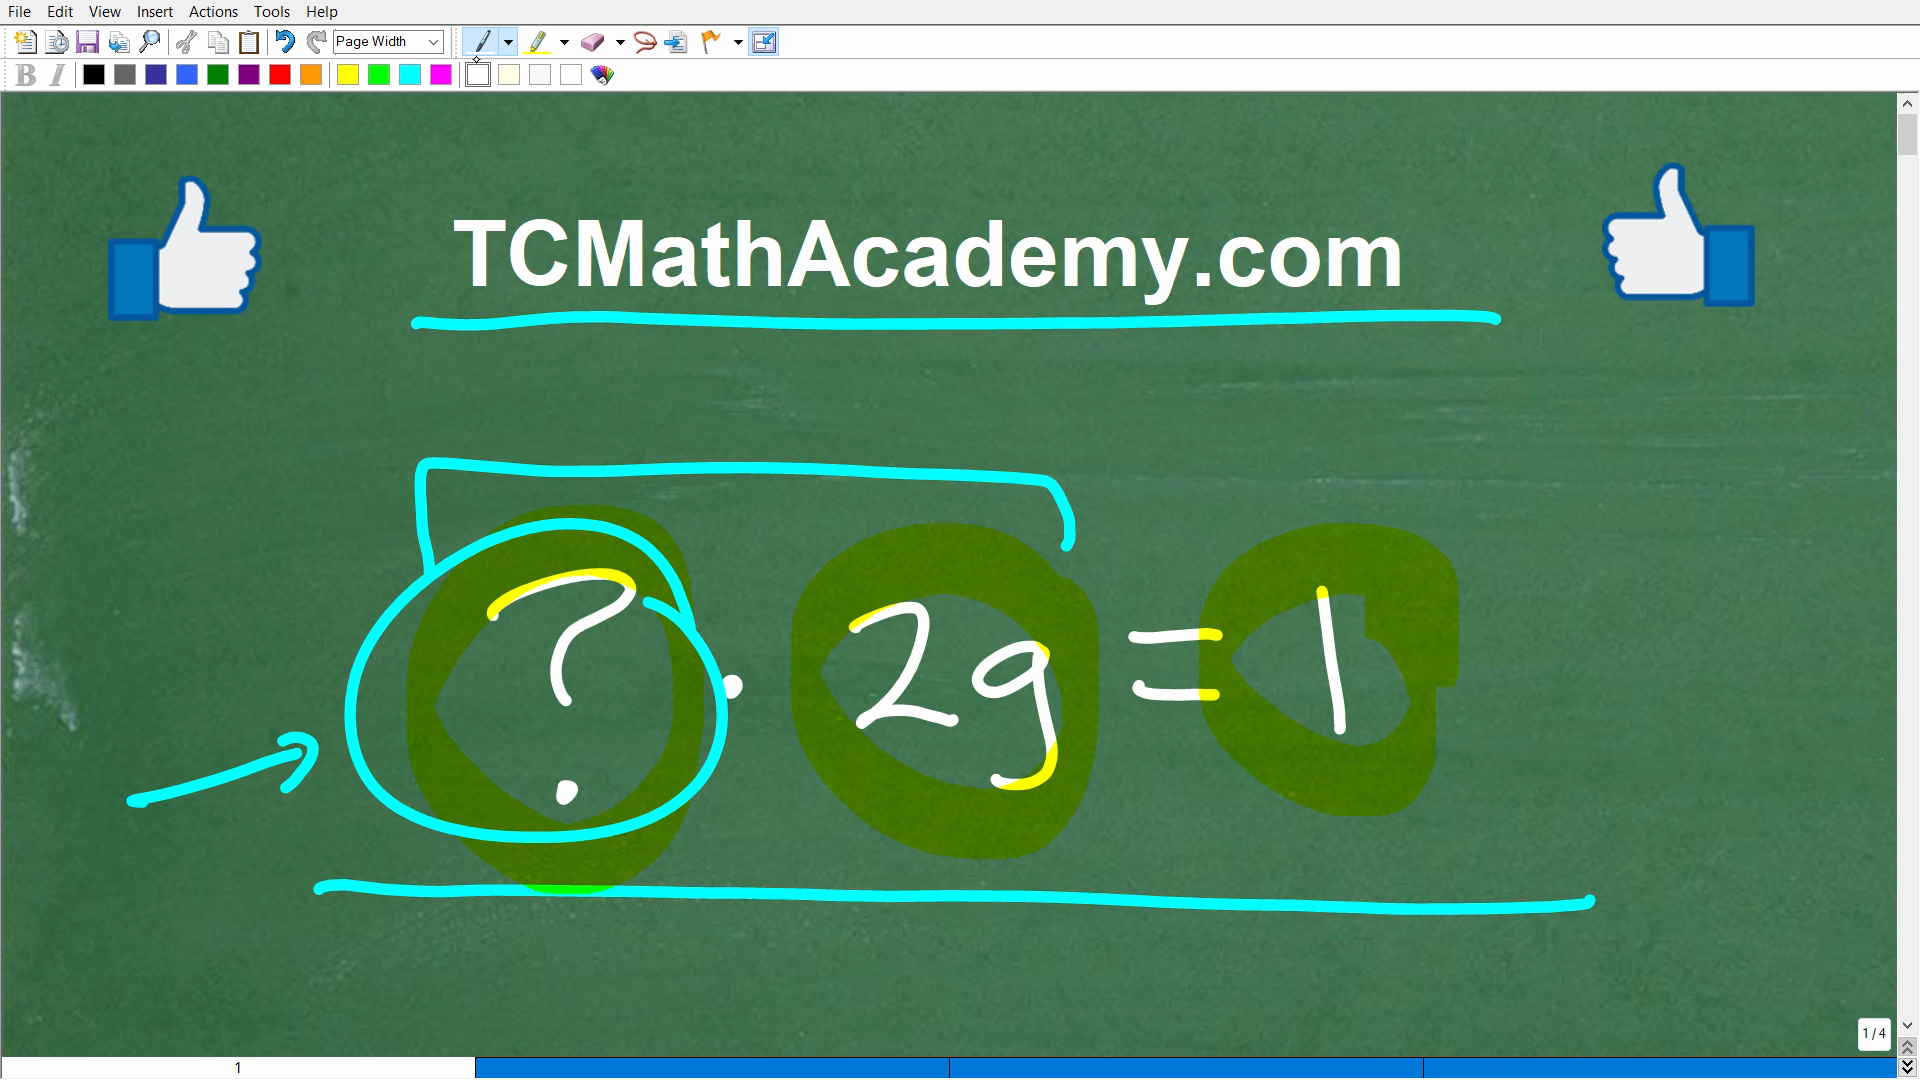 File Edit View Insert Actions Tools Help
Page Width
B I
TCMathAcademy.com
? · 2g = 1
1 / 4
1